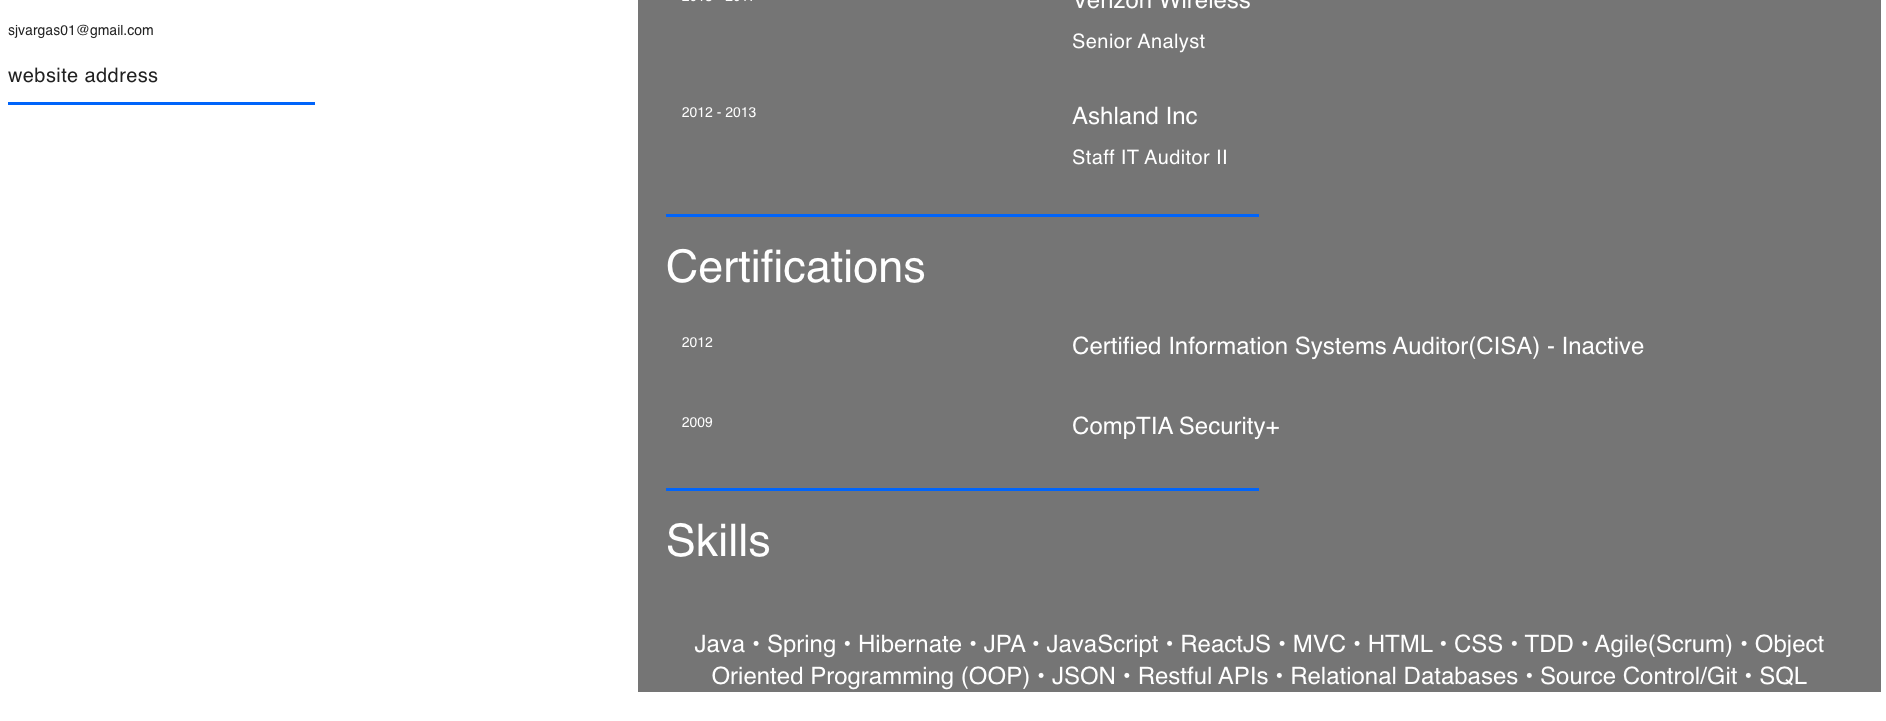 sjvargas01@gmail.com
website address
Verizon Wireless
Senior Analyst
2012 - 2013
Ashland Inc
Staff IT Auditor II
Certifications
2012
Certified Information Systems Auditor(CISA) - Inactive
2009
CompTIA Security+
Skills
Java • Spring • Hibernate • JPA • JavaScript • ReactJS • MVC • HTML • CSS • TDD • Agile(Scrum) • Object
Oriented Programming (OOP) • JSON • Restful APIs • Relational Databases • Source Control/Git • SQL